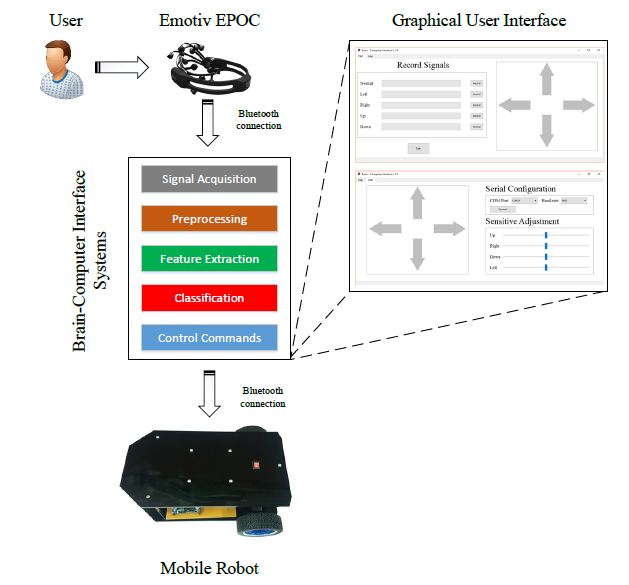 User
Emotiv EPOC
Graphical User Interface
Bluetooth
connection
Brain-Computer Interface
Systems
Signal Acquisition
Preprocessing
Feature Extraction
Classification
Control Commands
Record Signals
Normal
Left
Right
Up
Down
Serial Configuration
COM Port
Baud rate
Sensitive Adjustment
Up
Right
Down
Left
Bluetooth
connection
Mobile Robot